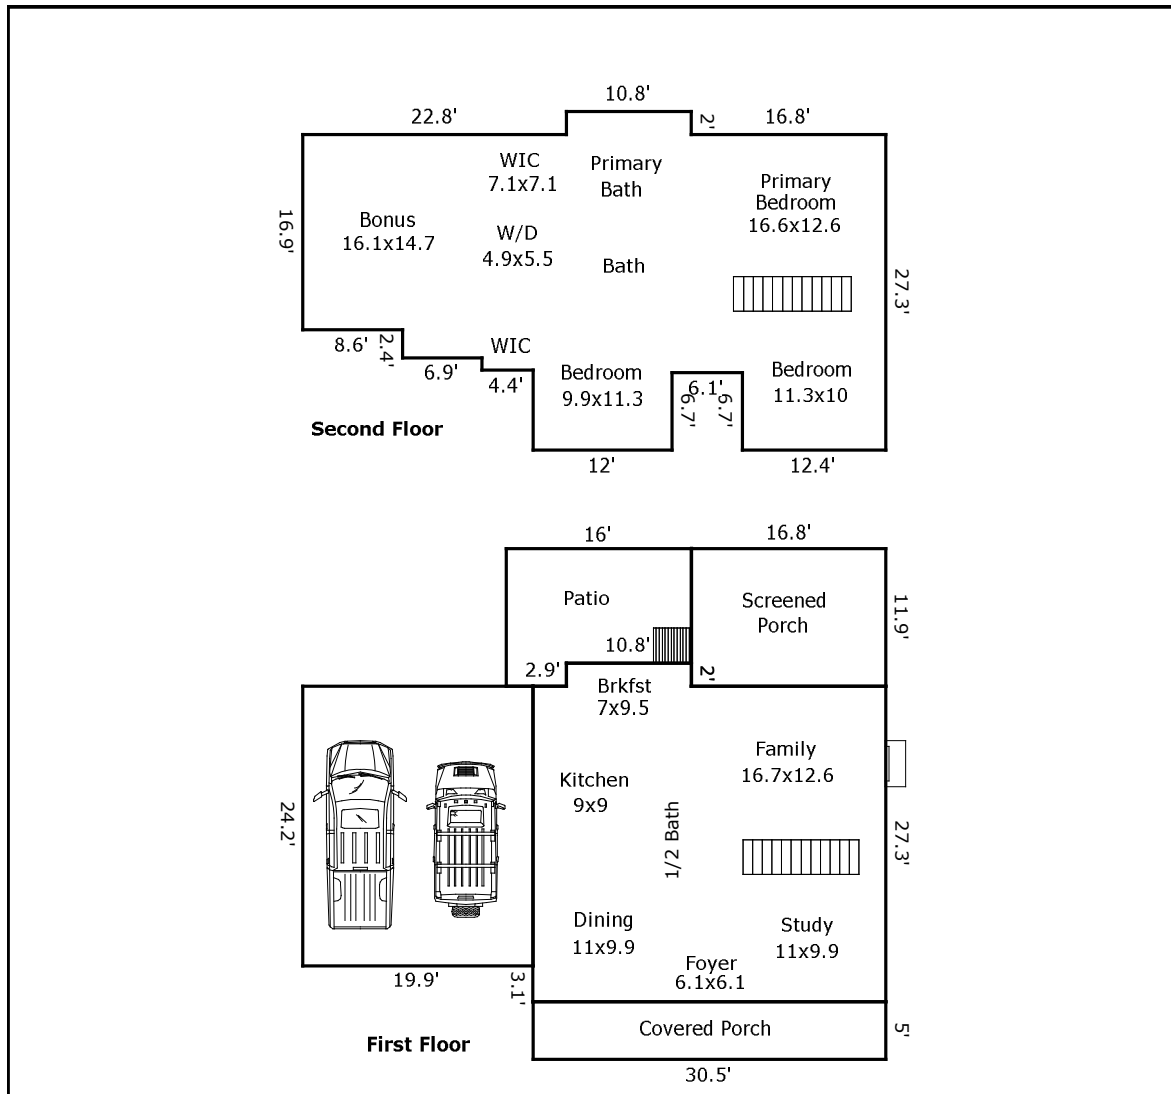 10.8'
22.8'
2'
16.8'
WIC
7.1x7.1
Primary
Bath
Primary
Bedroom
16.6x12.6
16.9'
Bonus
16.1x14.7
W/D
4.9x5.5
Bath
27.3'
8.6'
2.4'
6.9'
WIC
4.4'
Bedroom
9.9x11.3
6.1'
6.7'
6.7'
Bedroom
11.3x10
Second Floor
12'
12.4'
16'
16.8'
Patio
Screened
Porch
11.9'
10.8'
2.9'
2'
Brkfst
7x9.5
Family
16.7x12.6
Kitchen
9x9
24.2'
1/2 Bath
27.3'
Dining
11x9.9
Study
11x9.9
Foyer
6.1x6.1
19.9'
3.1'
Covered Porch
5'
First Floor
30.5'